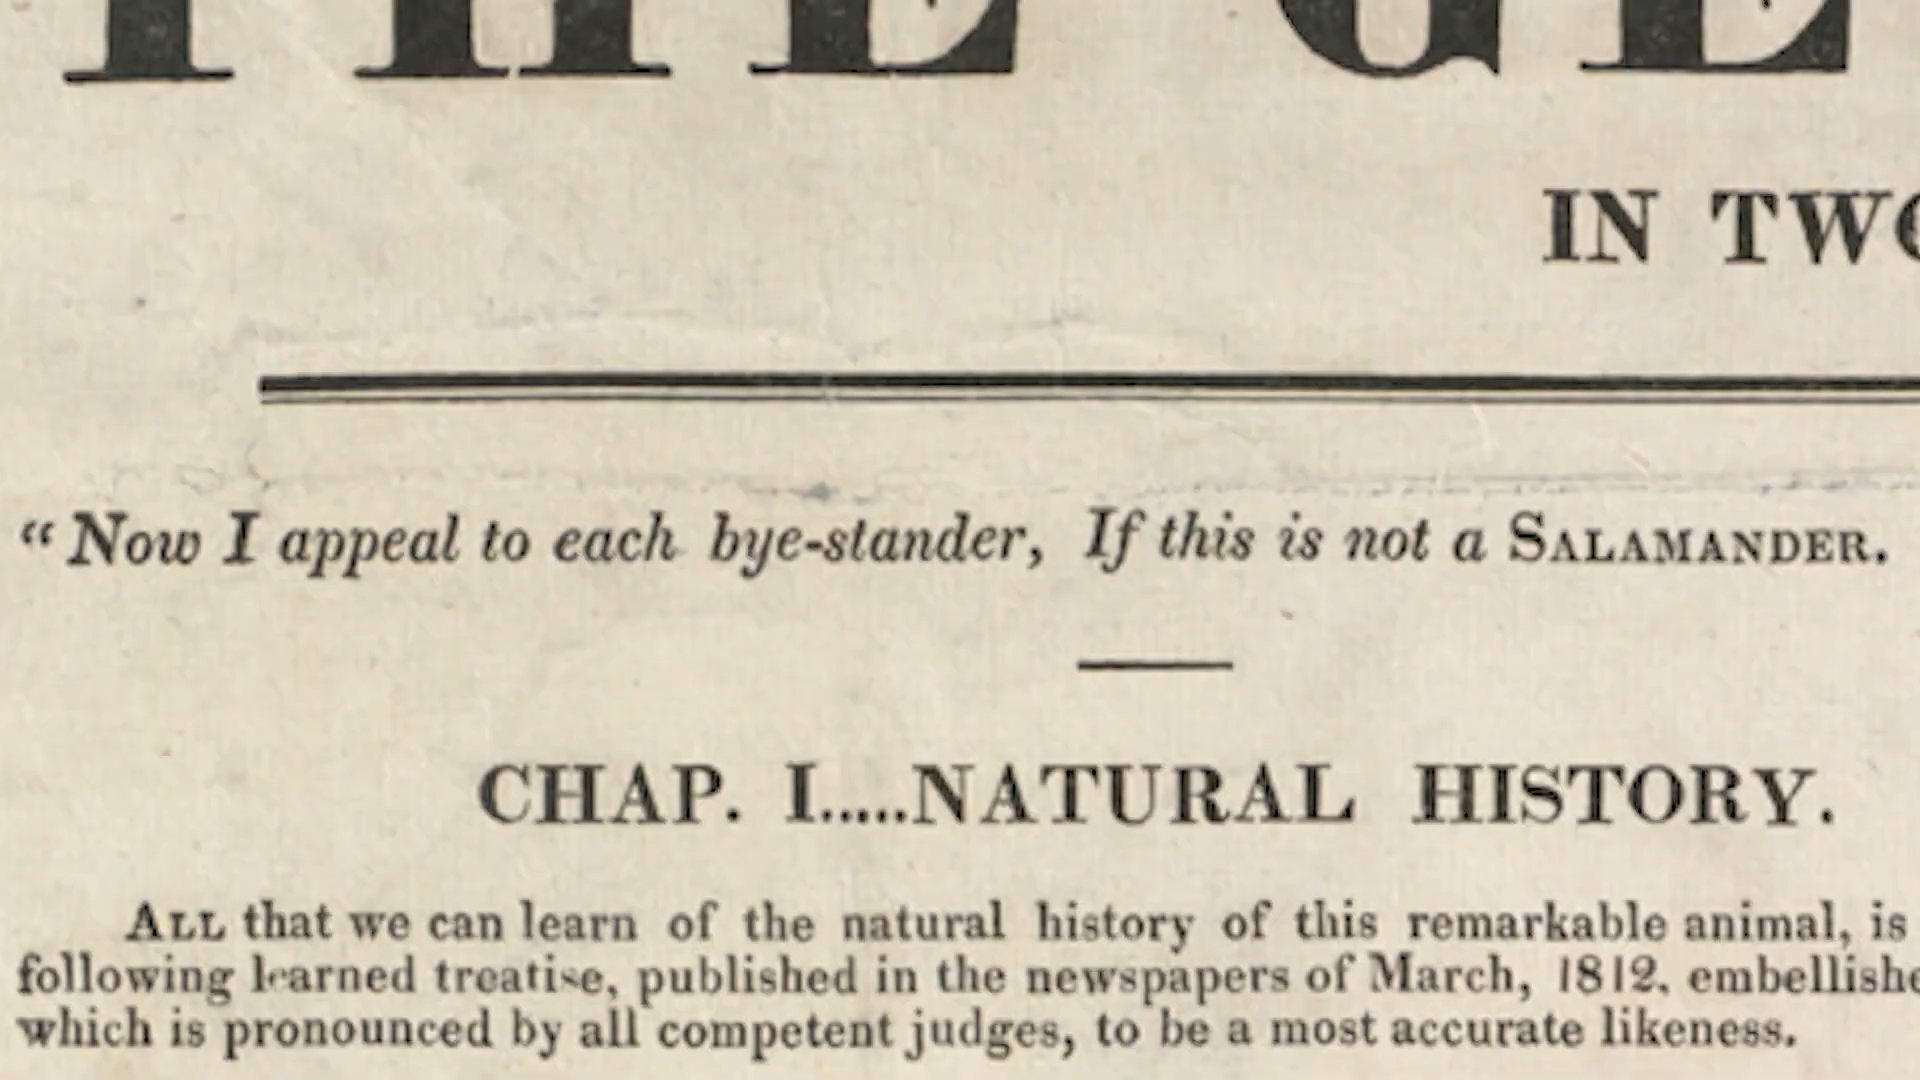 THE GE
IN TWO
“Now I appeal to each bye-stander, If this is not a SALAMANDER.
CHAP. I.....NATURAL HISTORY.
ALL that we can learn of the natural history of this remarkable animal, is
following learned treatise, published in the newspapers of March, 1812. embellishe
which is pronounced by all competent judges, to be a most accurate likeness.